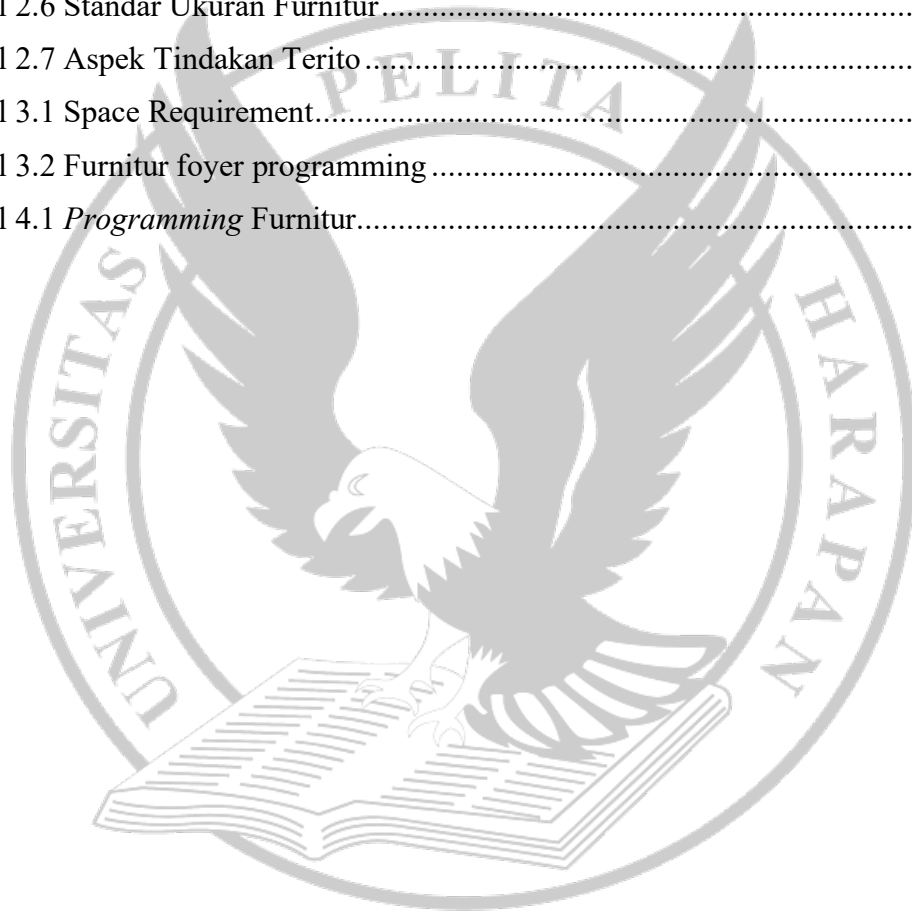 l 2.6 Standar Ukuran Furnitur
l 2.7 Aspek Tindakan Terito
l 3.1 Space Requirement
l 3.2 Furnitur foyer programming
l 4.1 Programming Furnitur
UNIVERSITAS PELITA HARAPAN